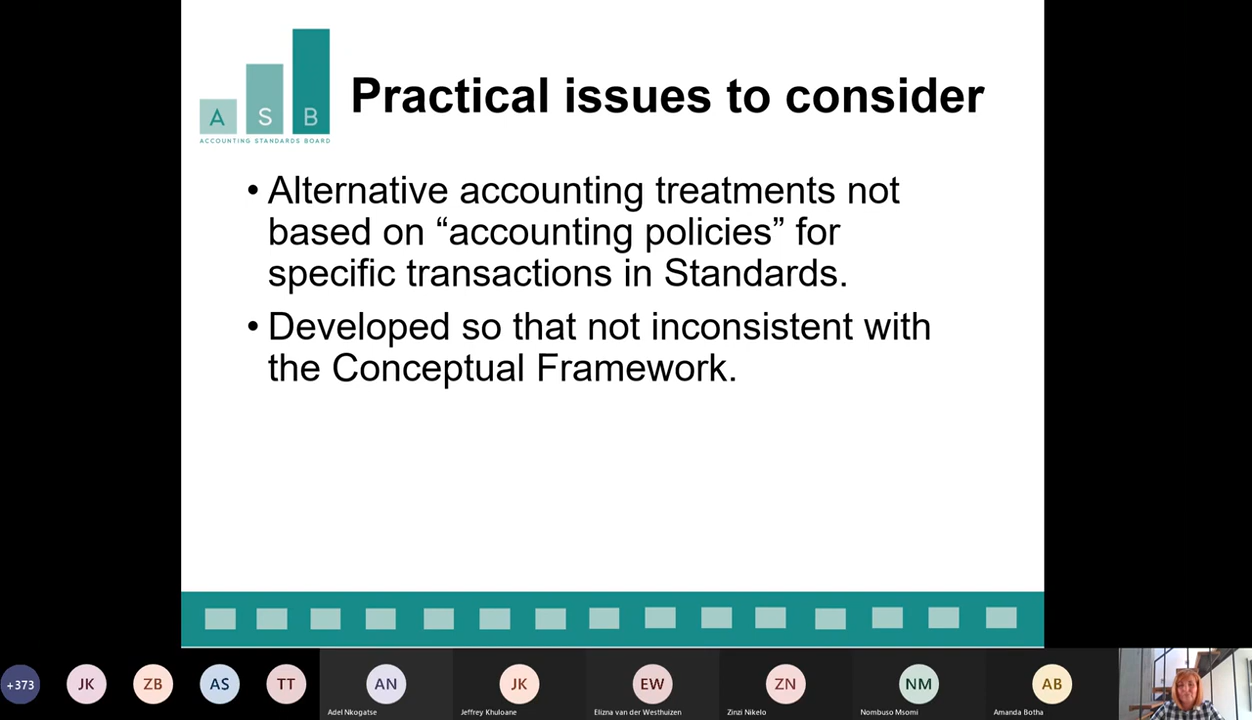 A S B
ACCOUNTING STANDARDS BOARD
Practical issues to consider
• Alternative accounting treatments not
based on “accounting policies” for
specific transactions in Standards.
• Developed so that not inconsistent with
the Conceptual Framework.
+373 JK ZB AS TT AN JK EW ZN NM AB
Adel Nkogatse Jeffrey Khuloane Elizna van der Westhuizen Zinzi Nikelo Nombuso Msomi Amanda Botha